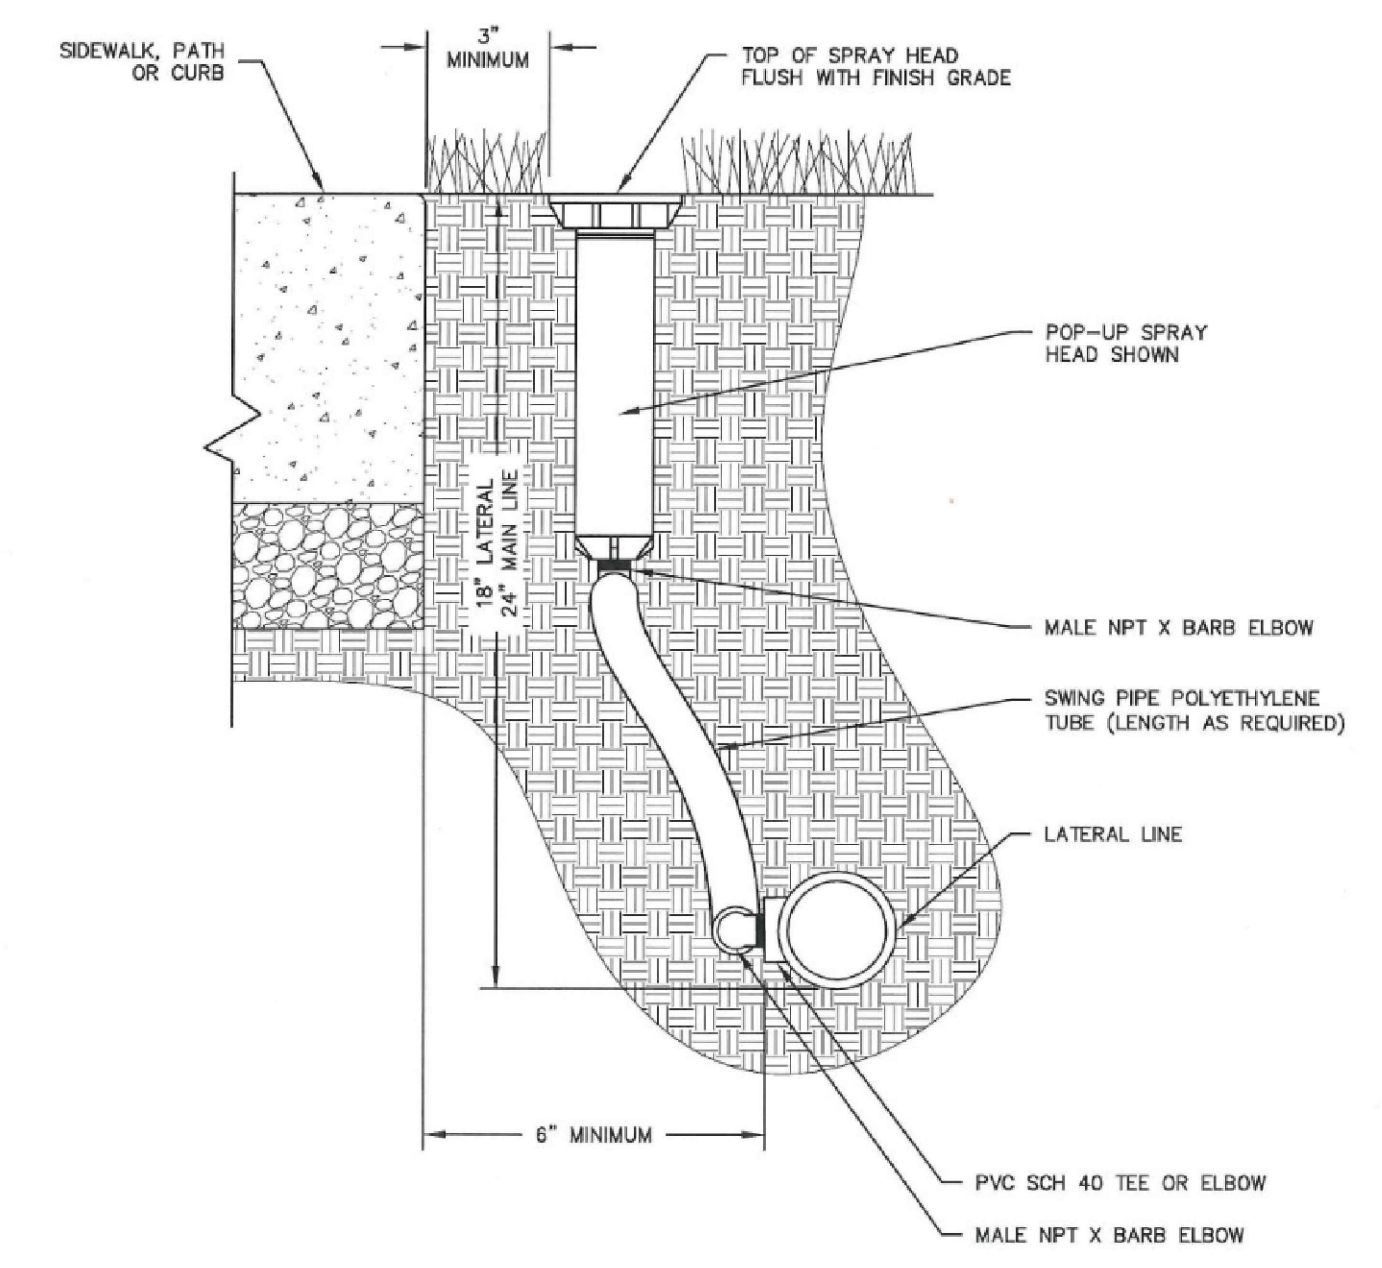 3"
MINIMUM
SIDEWALK, PATH
OR CURB
TOP OF SPRAY HEAD
FLUSH WITH FINISH GRADE
POP-UP SPRAY
HEAD SHOWN
18" LATERAL
24" MAIN LINE
MALE NPT X BARB ELBOW
SWING PIPE POLYETHYLENE
TUBE (LENGTH AS REQUIRED)
LATERAL LINE
6" MINIMUM
PVC SCH 40 TEE OR ELBOW
MALE NPT X BARB ELBOW